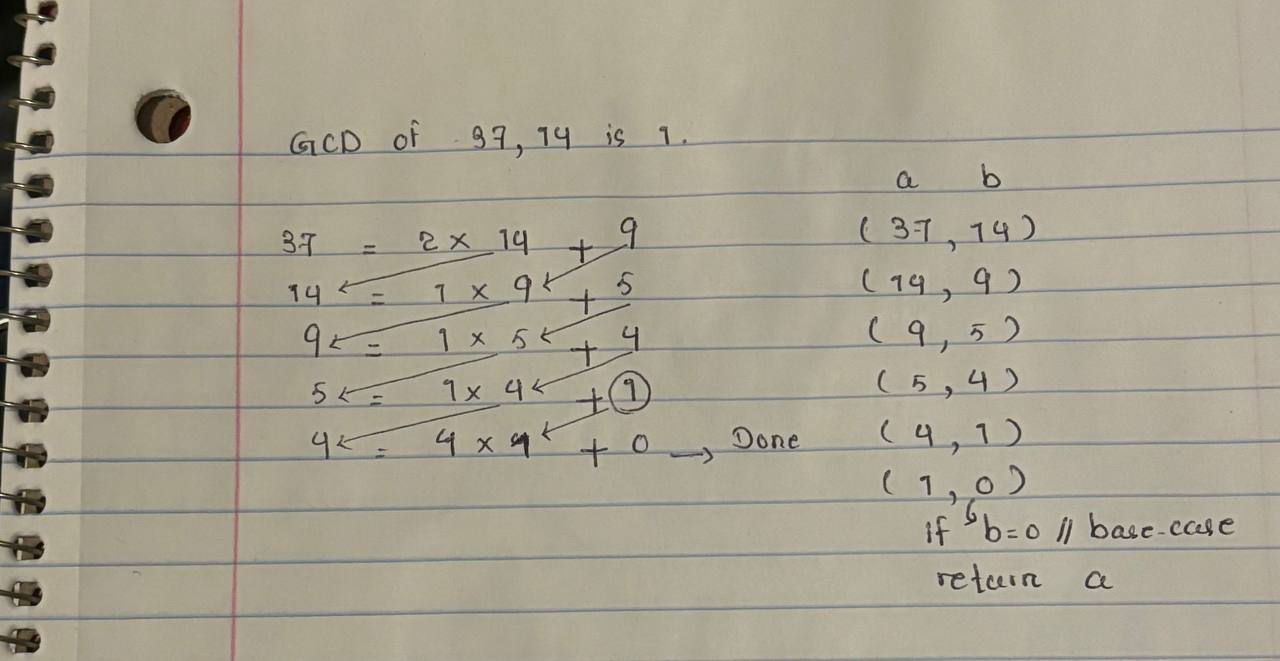 GCD of 37, 14 is 1.
a b
37 = 2 x 14 + 9
(37, 14)
14 = 1 x 9 + 5
(14, 9)
9 = 1 x 5 + 4
(9, 5)
5 = 1 x 4 + 1
(5, 4)
4 = 4 x 1 + 0 → Done
(4, 1)
(1, 0)
if b=0 // base-case
return a